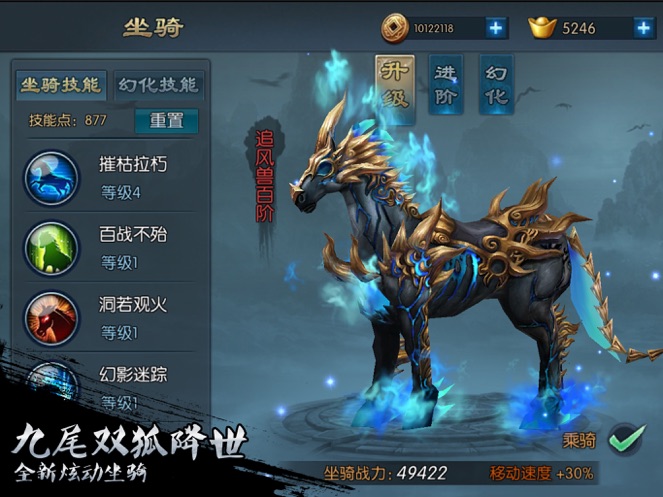 坐骑
10122118
5246
坐骑技能 幻化技能
升级
进阶
幻化
技能点：877 重置
追风兽百阶
摧枯拉朽
等级4
百战不殆
等级1
洞若观火
等级1
幻影迷踪
等级1
九尾双狐降世
全新炫动坐骑
乘骑
坐骑战力：49422 移动速度 +30%